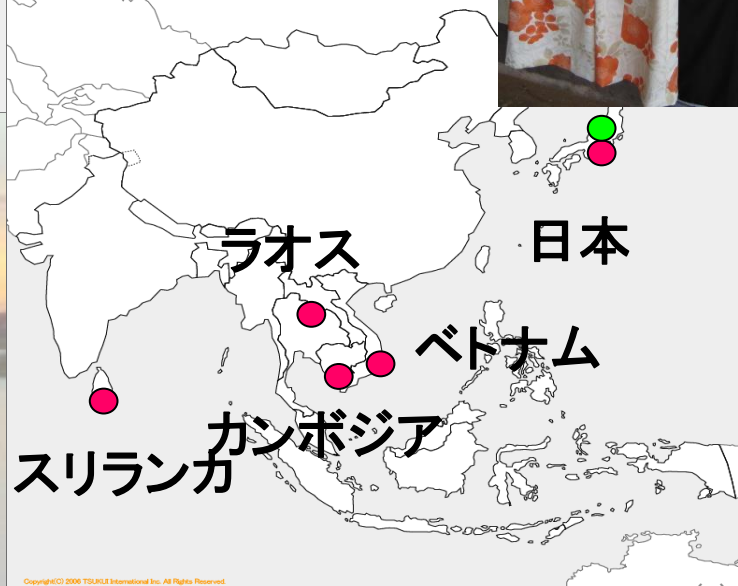 ラオス
日本
ベトナム
カンボジア
スリランカ
Copyright(C) 2006 TSUKUI International Inc. All Rights Reserved.